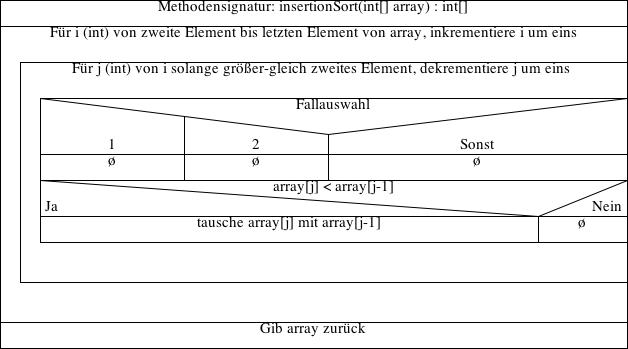 Methodensignatur: insertionSort(int[] array) : int[]
Für i (int) von zweite Element bis letzten Element von array, inkrementiere i um eins
Für j (int) von i solange größer-gleich zweites Element, dekrementiere j um eins
Fallauswahl
1 2 Sonst
ø ø ø
array[j] < array[j-1]
Ja Nein
tausche array[j] mit array[j-1] ø
Gib array zurück